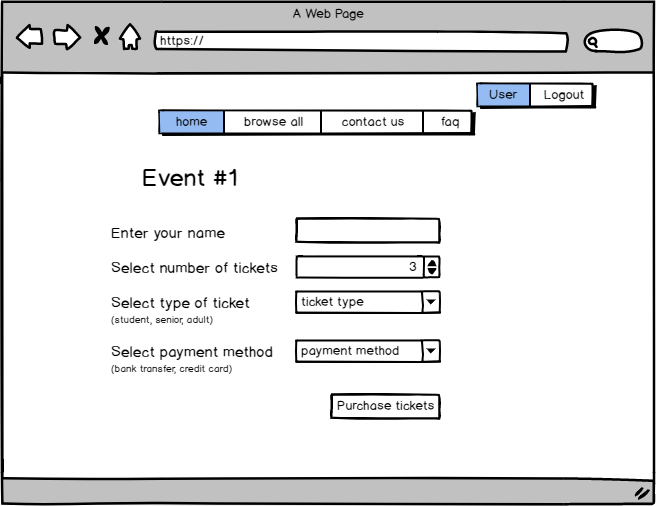 A Web Page
https://
User Logout
home browse all contact us faq
Event #1
Enter your name
Select number of tickets 3
Select type of ticket ticket type
(student, senior, adult)
Select payment method payment method
(bank transfer, credit card)
Purchase tickets